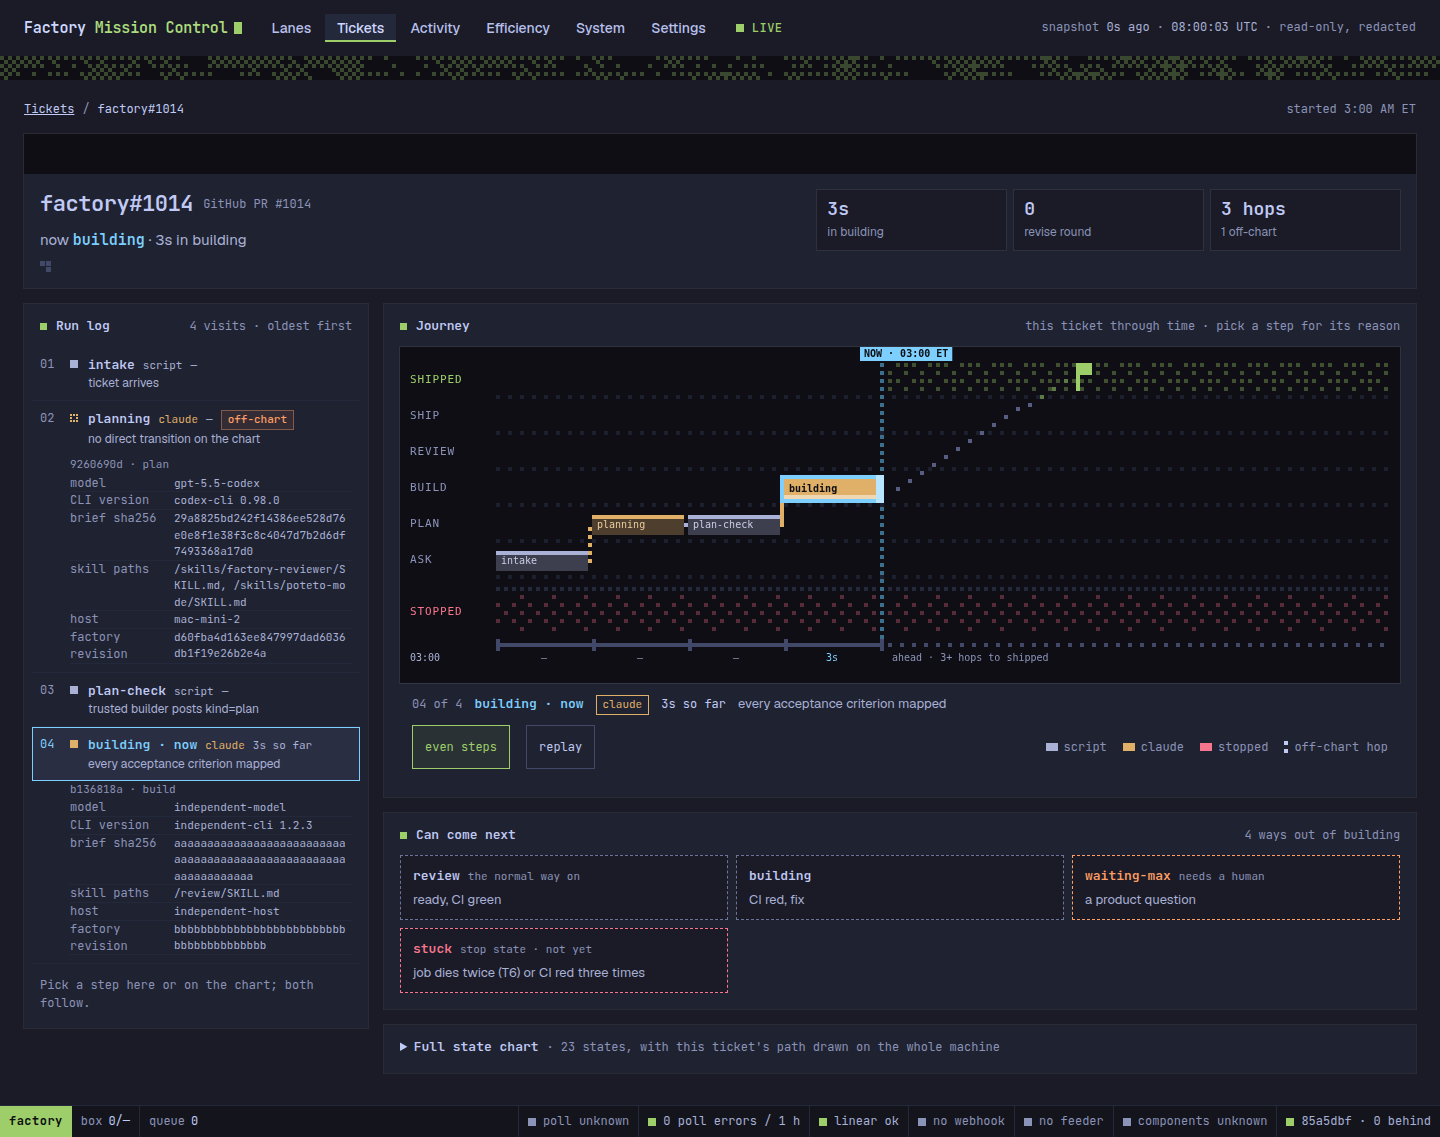 Factory Mission Control Lanes Tickets Activity Efficiency System Settings LIVE snapshot 0s ago · 08:00:03 UTC · read-only, redacted
Tickets / factory#1014 started 3:00 AM ET
factory#1014 GitHub PR #1014
now building · 3s in building
3s
in building
0
revise round
3 hops
1 off-chart
Run log 4 visits · oldest first
01 intake script —
ticket arrives
02 planning claude — off-chart
no direct transition on the chart
9260690d · plan
model gpt-5.5-codex
CLI version codex-cli 0.98.0
brief sha256 29a8825bd242f14386ee528d76
e0e8f1e38f3c8c4047d7b2d6df
7493368a17d0
skill paths /skills/factory-reviewer/S
KILL.md, /skills/poteto-mo
de/SKILL.md
host mac-mini-2
factory d60fba4d163ee847997dad6036
revision db1f19e26b2e4a
03 plan-check script —
trusted builder posts kind=plan
04 building · now claude 3s so far
every acceptance criterion mapped
b136818a · build
model independent-model
CLI version independent-cli 1.2.3
brief sha256 aaaaaaaaaaaaaaaaaaaaaaaaaa
aaaaaaaaaaaaaaaaaaaaaaaaaa
aaaaaaaaaaaa
skill paths /review/SKILL.md
host independent-host
factory bbbbbbbbbbbbbbbbbbbbbbbbbb
revision bbbbbbbbbbbbbb
Pick a step here or on the chart; both
follow.
Journey this ticket through time · pick a step for its reason
NOW · 03:00 ET
SHIPPED
SHIP
REVIEW
BUILD building
PLAN planning plan-check
ASK intake
STOPPED
03:00 — — — 3s ahead · 3+ hops to shipped
04 of 4 building · now claude 3s so far every acceptance criterion mapped
even steps replay script claude stopped off-chart hop
Can come next 4 ways out of building
review the normal way on
ready, CI green
building
CI red, fix
waiting-max needs a human
a product question
stuck stop state · not yet
job dies twice (T6) or CI red three times
Full state chart · 23 states, with this ticket's path drawn on the whole machine
factory box 0/— queue 0 poll unknown 0 poll errors / 1 h linear ok no webhook no feeder components unknown 85a5dbf · 0 behind